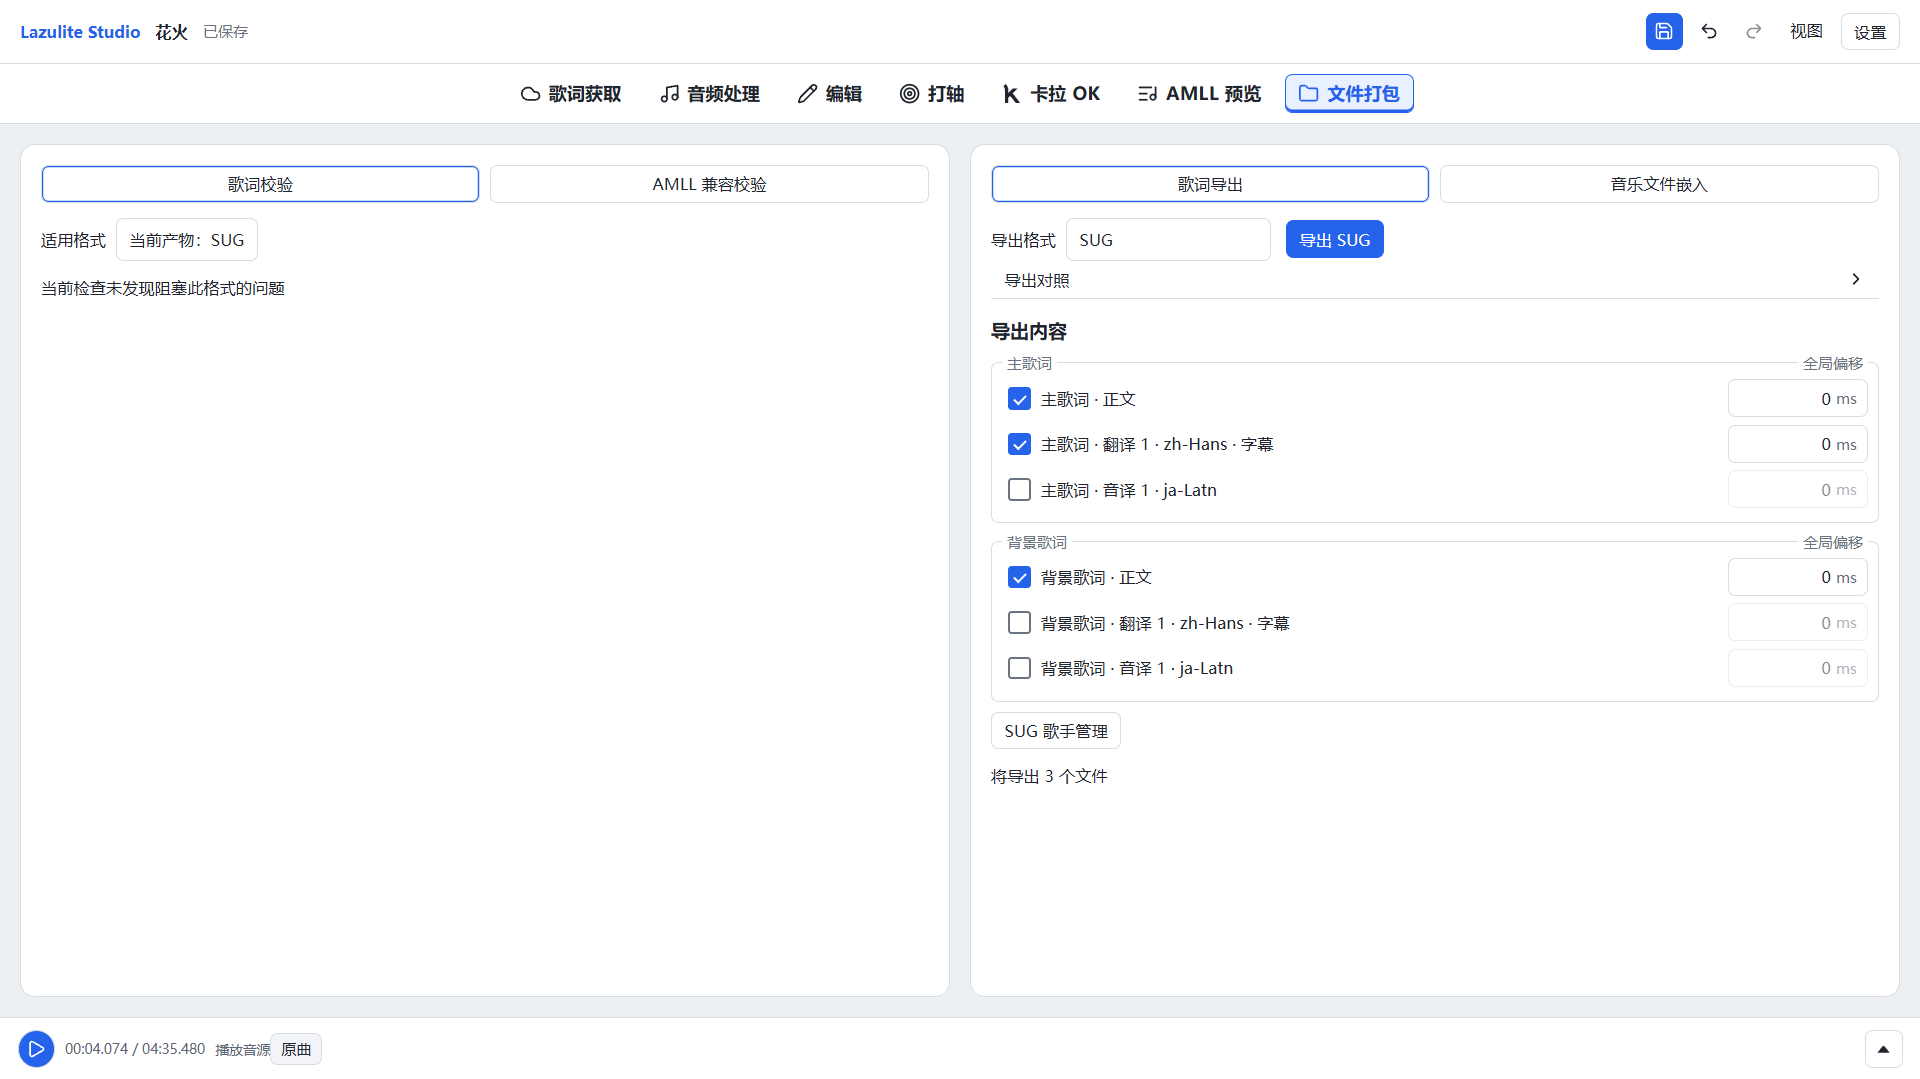 Lazulite Studio 花火 已保存 视图 设置
歌词获取 音频处理 编辑 打轴 卡拉 OK AMLL 预览 文件打包
歌词校验 AMLL 兼容校验
适用格式 当前产物：SUG
当前检查未发现阻塞此格式的问题
歌词导出 音乐文件嵌入
导出格式 SUG 导出 SUG
导出对照
导出内容
主歌词 全局偏移
主歌词 · 正文 0 ms
主歌词 · 翻译 1 · zh-Hans · 字幕 0 ms
主歌词 · 音译 1 · ja-Latn 0 ms
背景歌词 全局偏移
背景歌词 · 正文 0 ms
背景歌词 · 翻译 1 · zh-Hans · 字幕 0 ms
背景歌词 · 音译 1 · ja-Latn 0 ms
SUG 歌手管理
将导出 3 个文件
00:04.074 / 04:35.480 播放音源 原曲